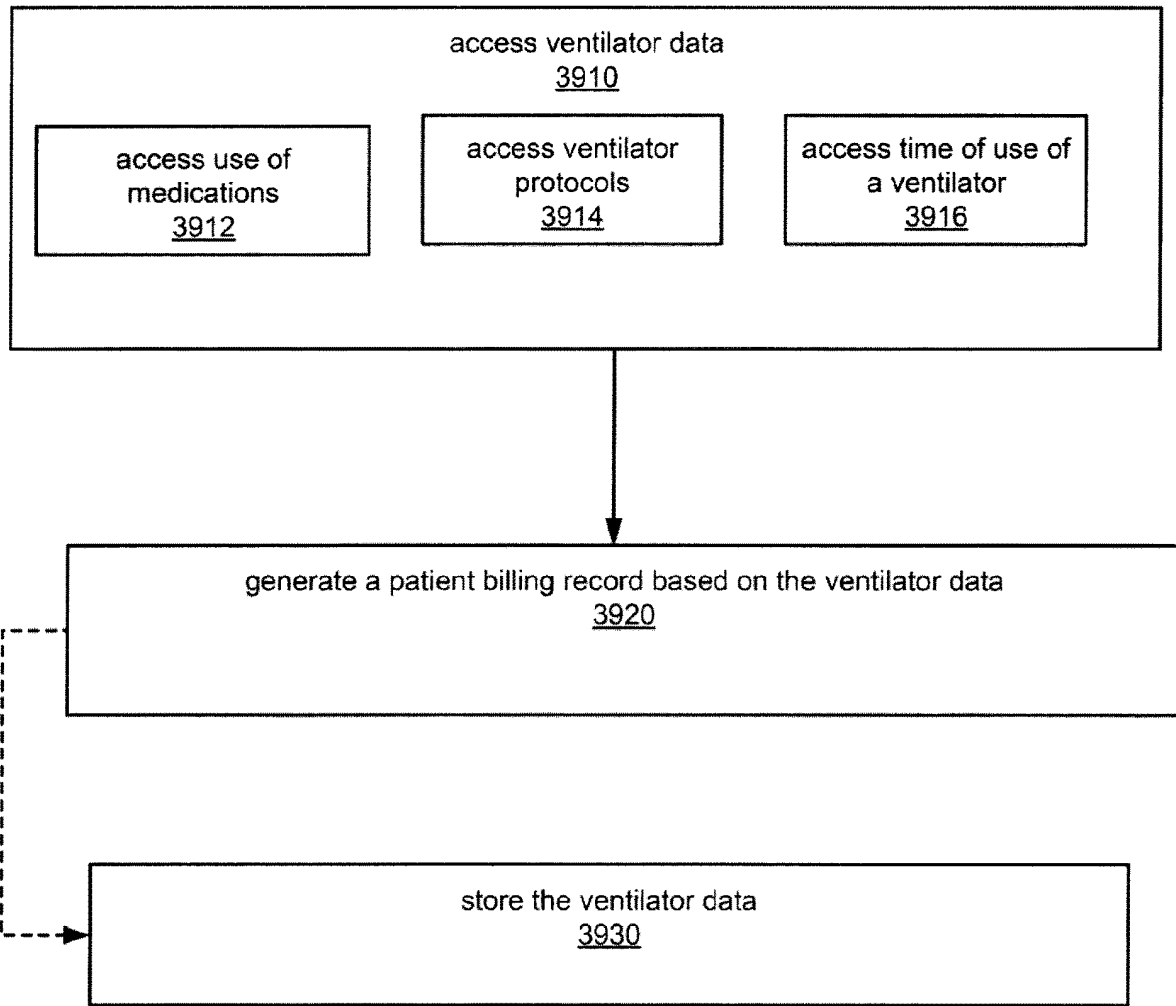 access ventilator data
3910
access use of
medications
3912
access ventilator
protocols
3914
access time of use of
a ventilator
3916
generate a patient billing record based on the ventilator data
3920
store the ventilator data
3930